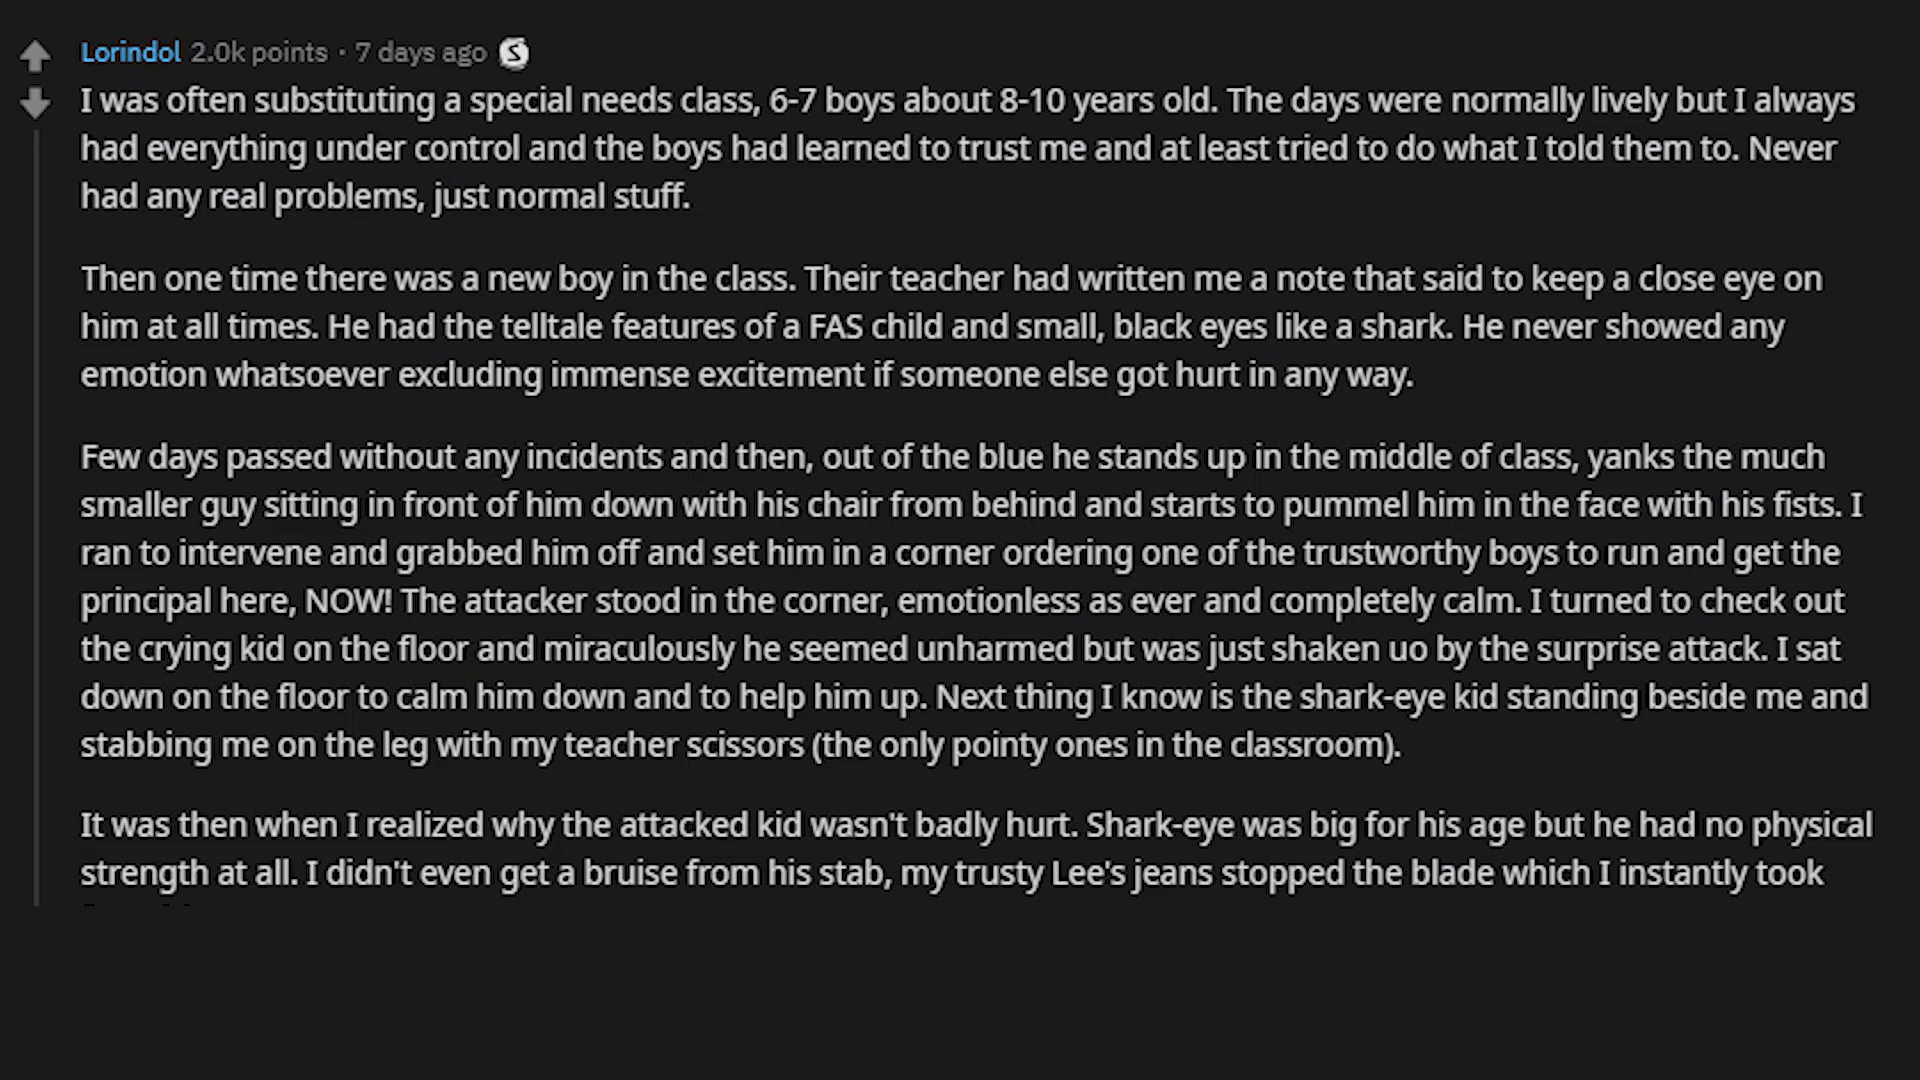 Lorindol 2.0k points · 7 days ago S
I was often substituting a special needs class, 6-7 boys about 8-10 years old. The days were normally lively but I always
had everything under control and the boys had learned to trust me and at least tried to do what I told them to. Never
had any real problems, just normal stuff.
Then one time there was a new boy in the class. Their teacher had written me a note that said to keep a close eye on
him at all times. He had the telltale features of a FAS child and small, black eyes like a shark. He never showed any
emotion whatsoever excluding immense excitement if someone else got hurt in any way.
Few days passed without any incidents and then, out of the blue he stands up in the middle of class, yanks the much
smaller guy sitting in front of him down with his chair from behind and starts to pummel him in the face with his fists. I
ran to intervene and grabbed him off and set him in a corner ordering one of the trustworthy boys to run and get the
principal here, NOW! The attacker stood in the corner, emotionless as ever and completely calm. I turned to check out
the crying kid on the floor and miraculously he seemed unharmed but was just shaken uo by the surprise attack. I sat
down on the floor to calm him down and to help him up. Next thing I know is the shark-eye kid standing beside me and
stabbing me on the leg with my teacher scissors (the only pointy ones in the classroom).
It was then when I realized why the attacked kid wasn't badly hurt. Shark-eye was big for his age but he had no physical
strength at all. I didn't even get a bruise from his stab, my trusty Lee's jeans stopped the blade which I instantly took